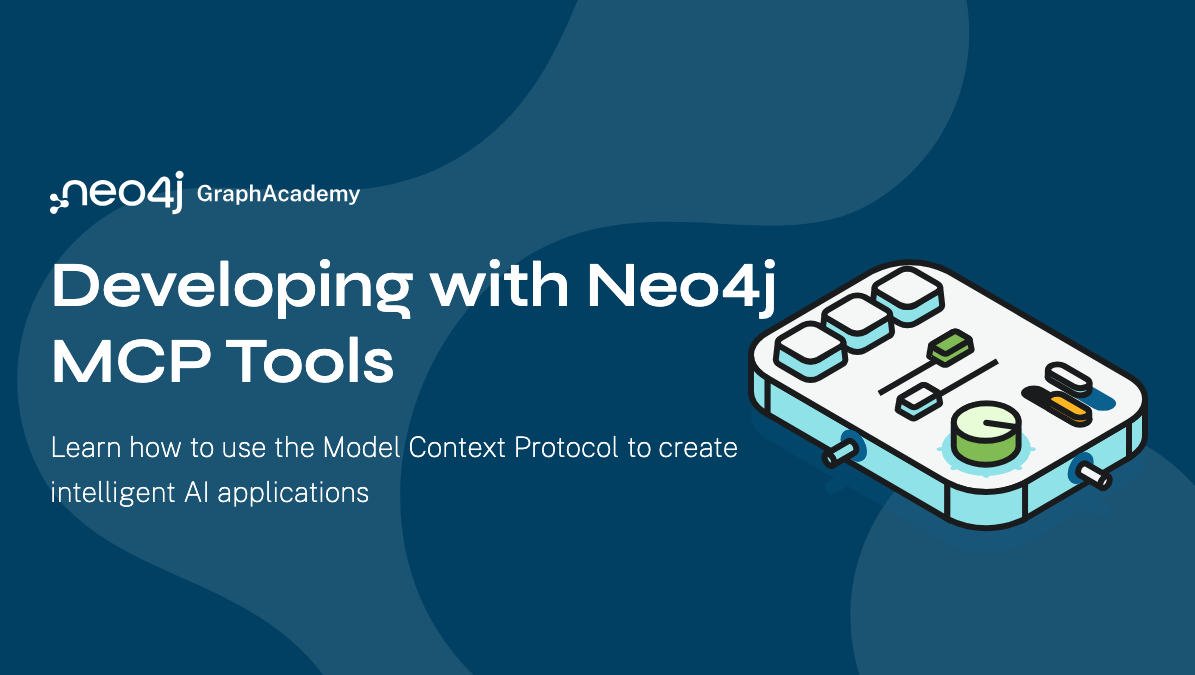 neo4j GraphAcademy
Developing with Neo4j
MCP Tools
Learn how to use the Model Context Protocol to create
intelligent AI applications